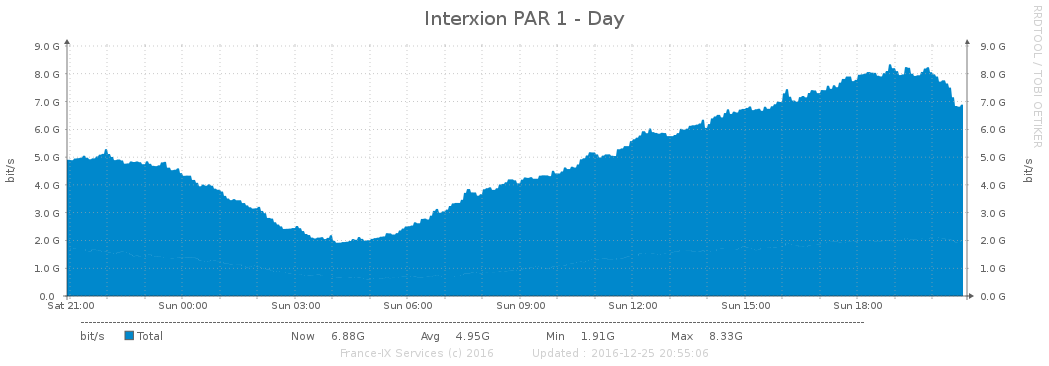 Interxion PAR 1 - Day
RRDTOOL / TOBI OETIKER
9.0 G 9.0 G
8.0 G 8.0 G
7.0 G 7.0 G
6.0 G 6.0 G
5.0 G 5.0 G
4.0 G 4.0 G
3.0 G 3.0 G
2.0 G 2.0 G
1.0 G 1.0 G
0.0 0.0 G
bit/s bit/s
Sat 21:00 Sun 00:00 Sun 03:00 Sun 06:00 Sun 09:00 Sun 12:00 Sun 15:00 Sun 18:00
bit/s Total Now 6.88G Avg 4.95G Min 1.91G Max 8.33G
France-IX Services (c) 2016 Updated : 2016-12-25 20:55:06